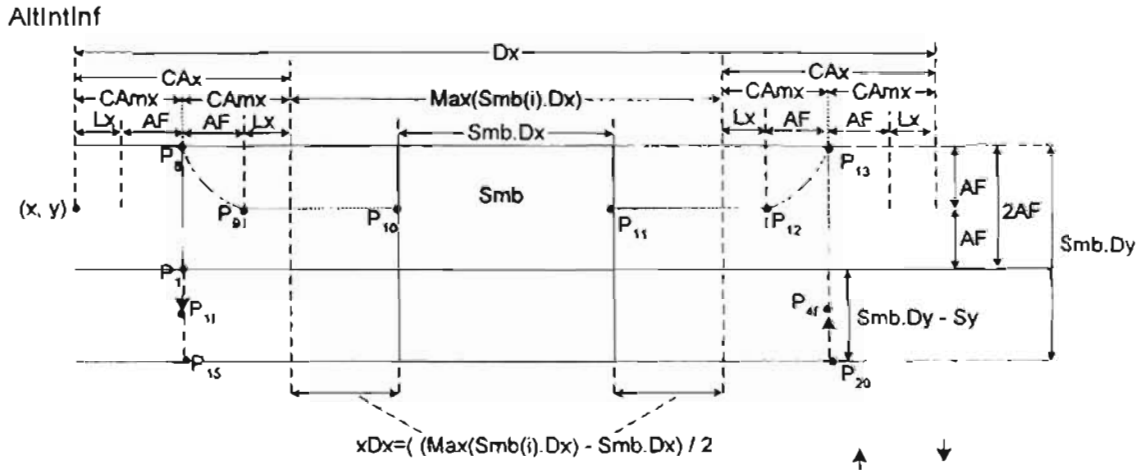 AltIntInf
Dx
CAx CAx
CAmx CAmx Max(Smb(i).Dx) CAmx CAmx
Lx AF AF Lx Smb.Dx Lx AF AF Lx
P8 P13
Smb AF 2AF
(x, y) P9 P10 P11 P12
AF Smb.Dy
P1
P1f P4f Smb.Dy - Sy
P15 P20
xDx=( (Max(Smb(i).Dx) - Smb.Dx) / 2